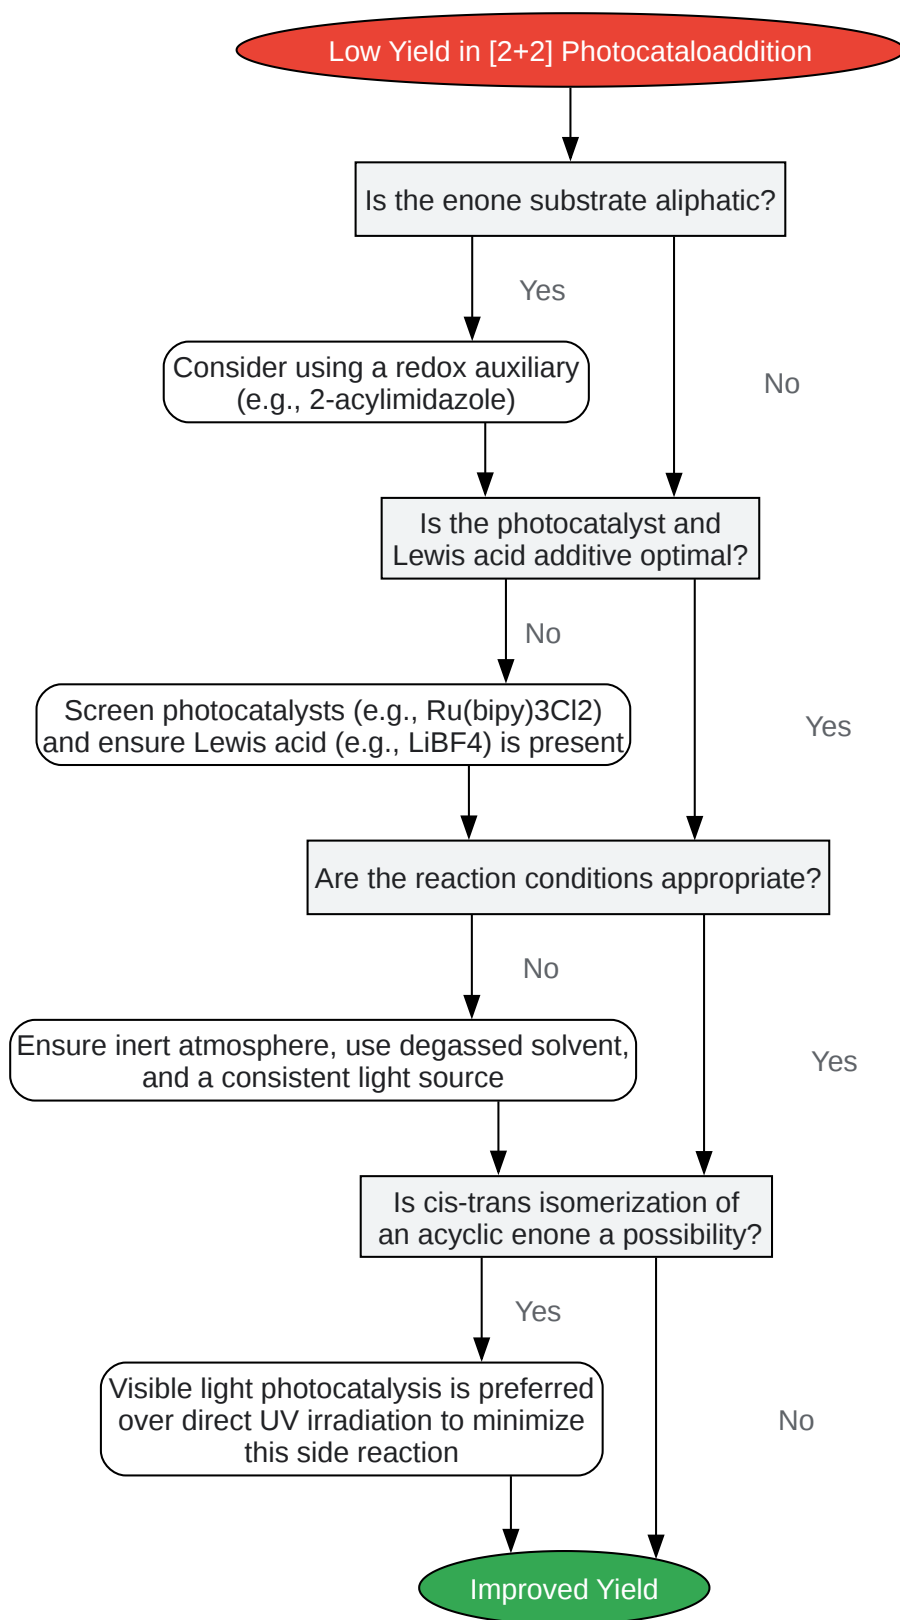 Low Yield in [2+2] Photocataloaddition
Is the enone substrate aliphatic?
Yes
Consider using a redox auxiliary
(e.g., 2-acylimidazole)
No
Is the photocatalyst and
Lewis acid additive optimal?
No
Screen photocatalysts (e.g., Ru(bipy)3Cl2)
and ensure Lewis acid (e.g., LiBF4) is present
Yes
Are the reaction conditions appropriate?
No
Ensure inert atmosphere, use degassed solvent,
and a consistent light source
Yes
Is cis-trans isomerization of
an acyclic enone a possibility?
Yes
Visible light photocatalysis is preferred
over direct UV irradiation to minimize
this side reaction
No
Improved Yield